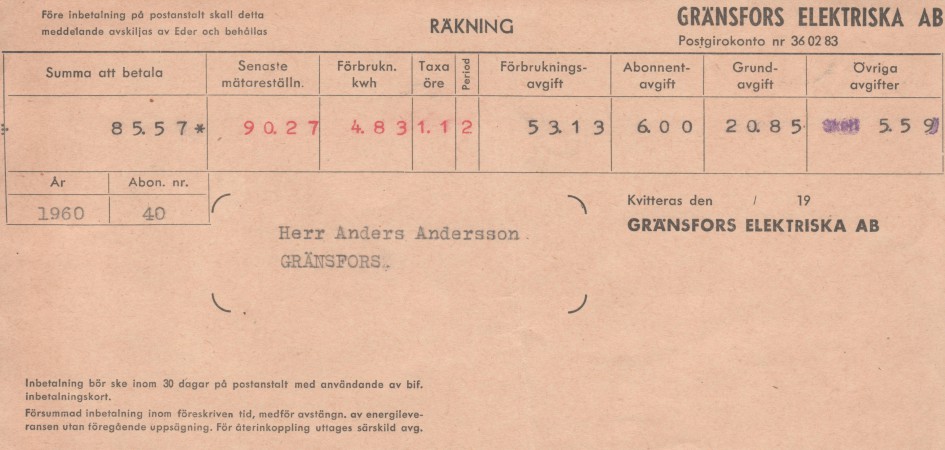 Före inbetalning på postanstalt skall detta
meddelande avskiljas av Eder och behållas
RÄKNING
GRÄNSFORS ELEKTRISKA AB
Postgirokonto nr 36 02 83
Summa att betala
Senaste
mätareställn.
Förbrukn.
kwh
Taxa
öre
Period
Förbruknings-
avgift
Abonnent-
avgift
Grund-
avgift
Övriga
avgifter
85.57* 90.27 4.83 1.1 2 53.13 6.00 20.85 5.59
År Abon. nr.
1960 40
Kvitteras den / 19
GRÄNSFORS ELEKTRISKA AB
Herr Anders Andersson
GRÄNSFORS.
Inbetalning bör ske inom 30 dagar på postanstalt med användande av bif.
inbetalningskort.
Försummad inbetalning inom föreskriven tid, medför avstängn. av energileve-
ransen utan föregående uppsägning. För återinkoppling uttages särskild avg.